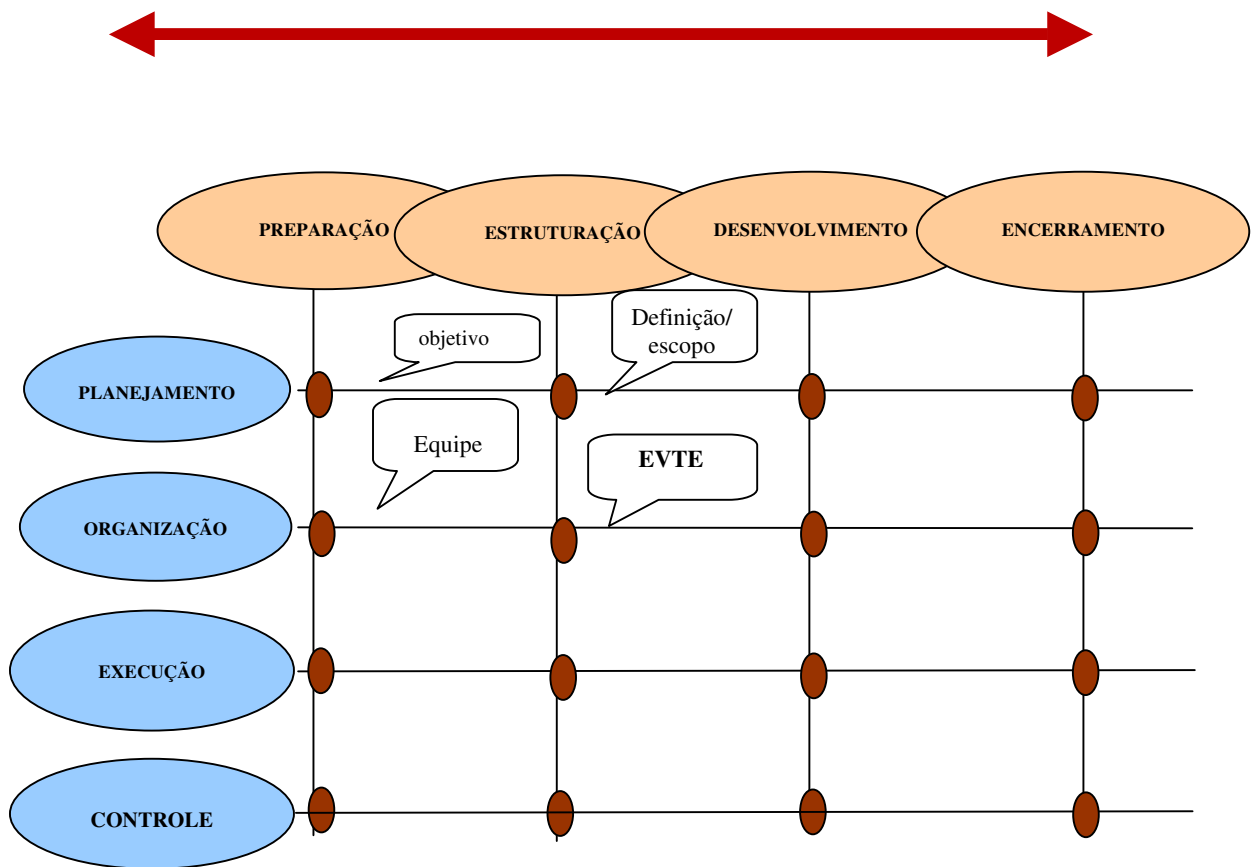 PREPARAÇÃO
ESTRUTURAÇÃO
DESENVOLVIMENTO
ENCERRAMENTO
objetivo
Definição/
escopo
PLANEJAMENTO
Equipe
EVTE
ORGANIZAÇÃO
EXECUÇÃO
CONTROLE